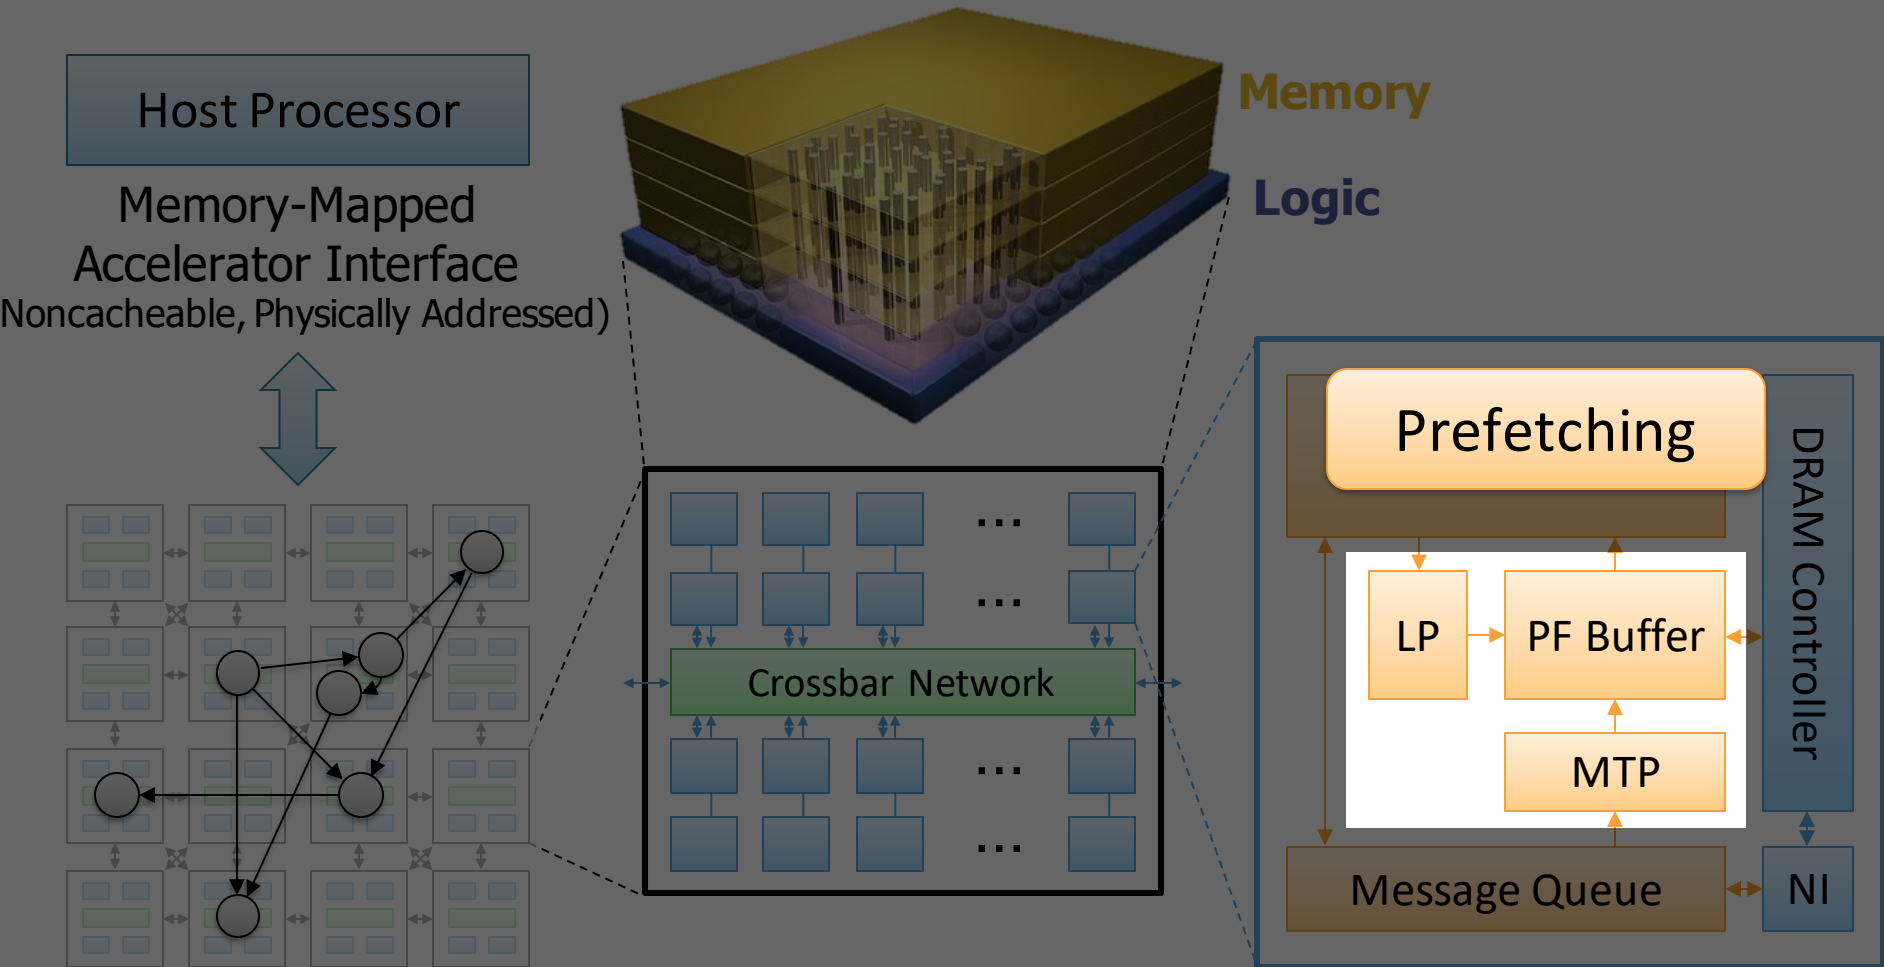 Host Processor
Memory-Mapped
Accelerator Interface
Noncacheable, Physically Addressed)
Memory
Logic
...
...
Crossbar Network
...
...
Prefetching
LP
PF Buffer
MTP
Message Queue
DRAM Controller
NI